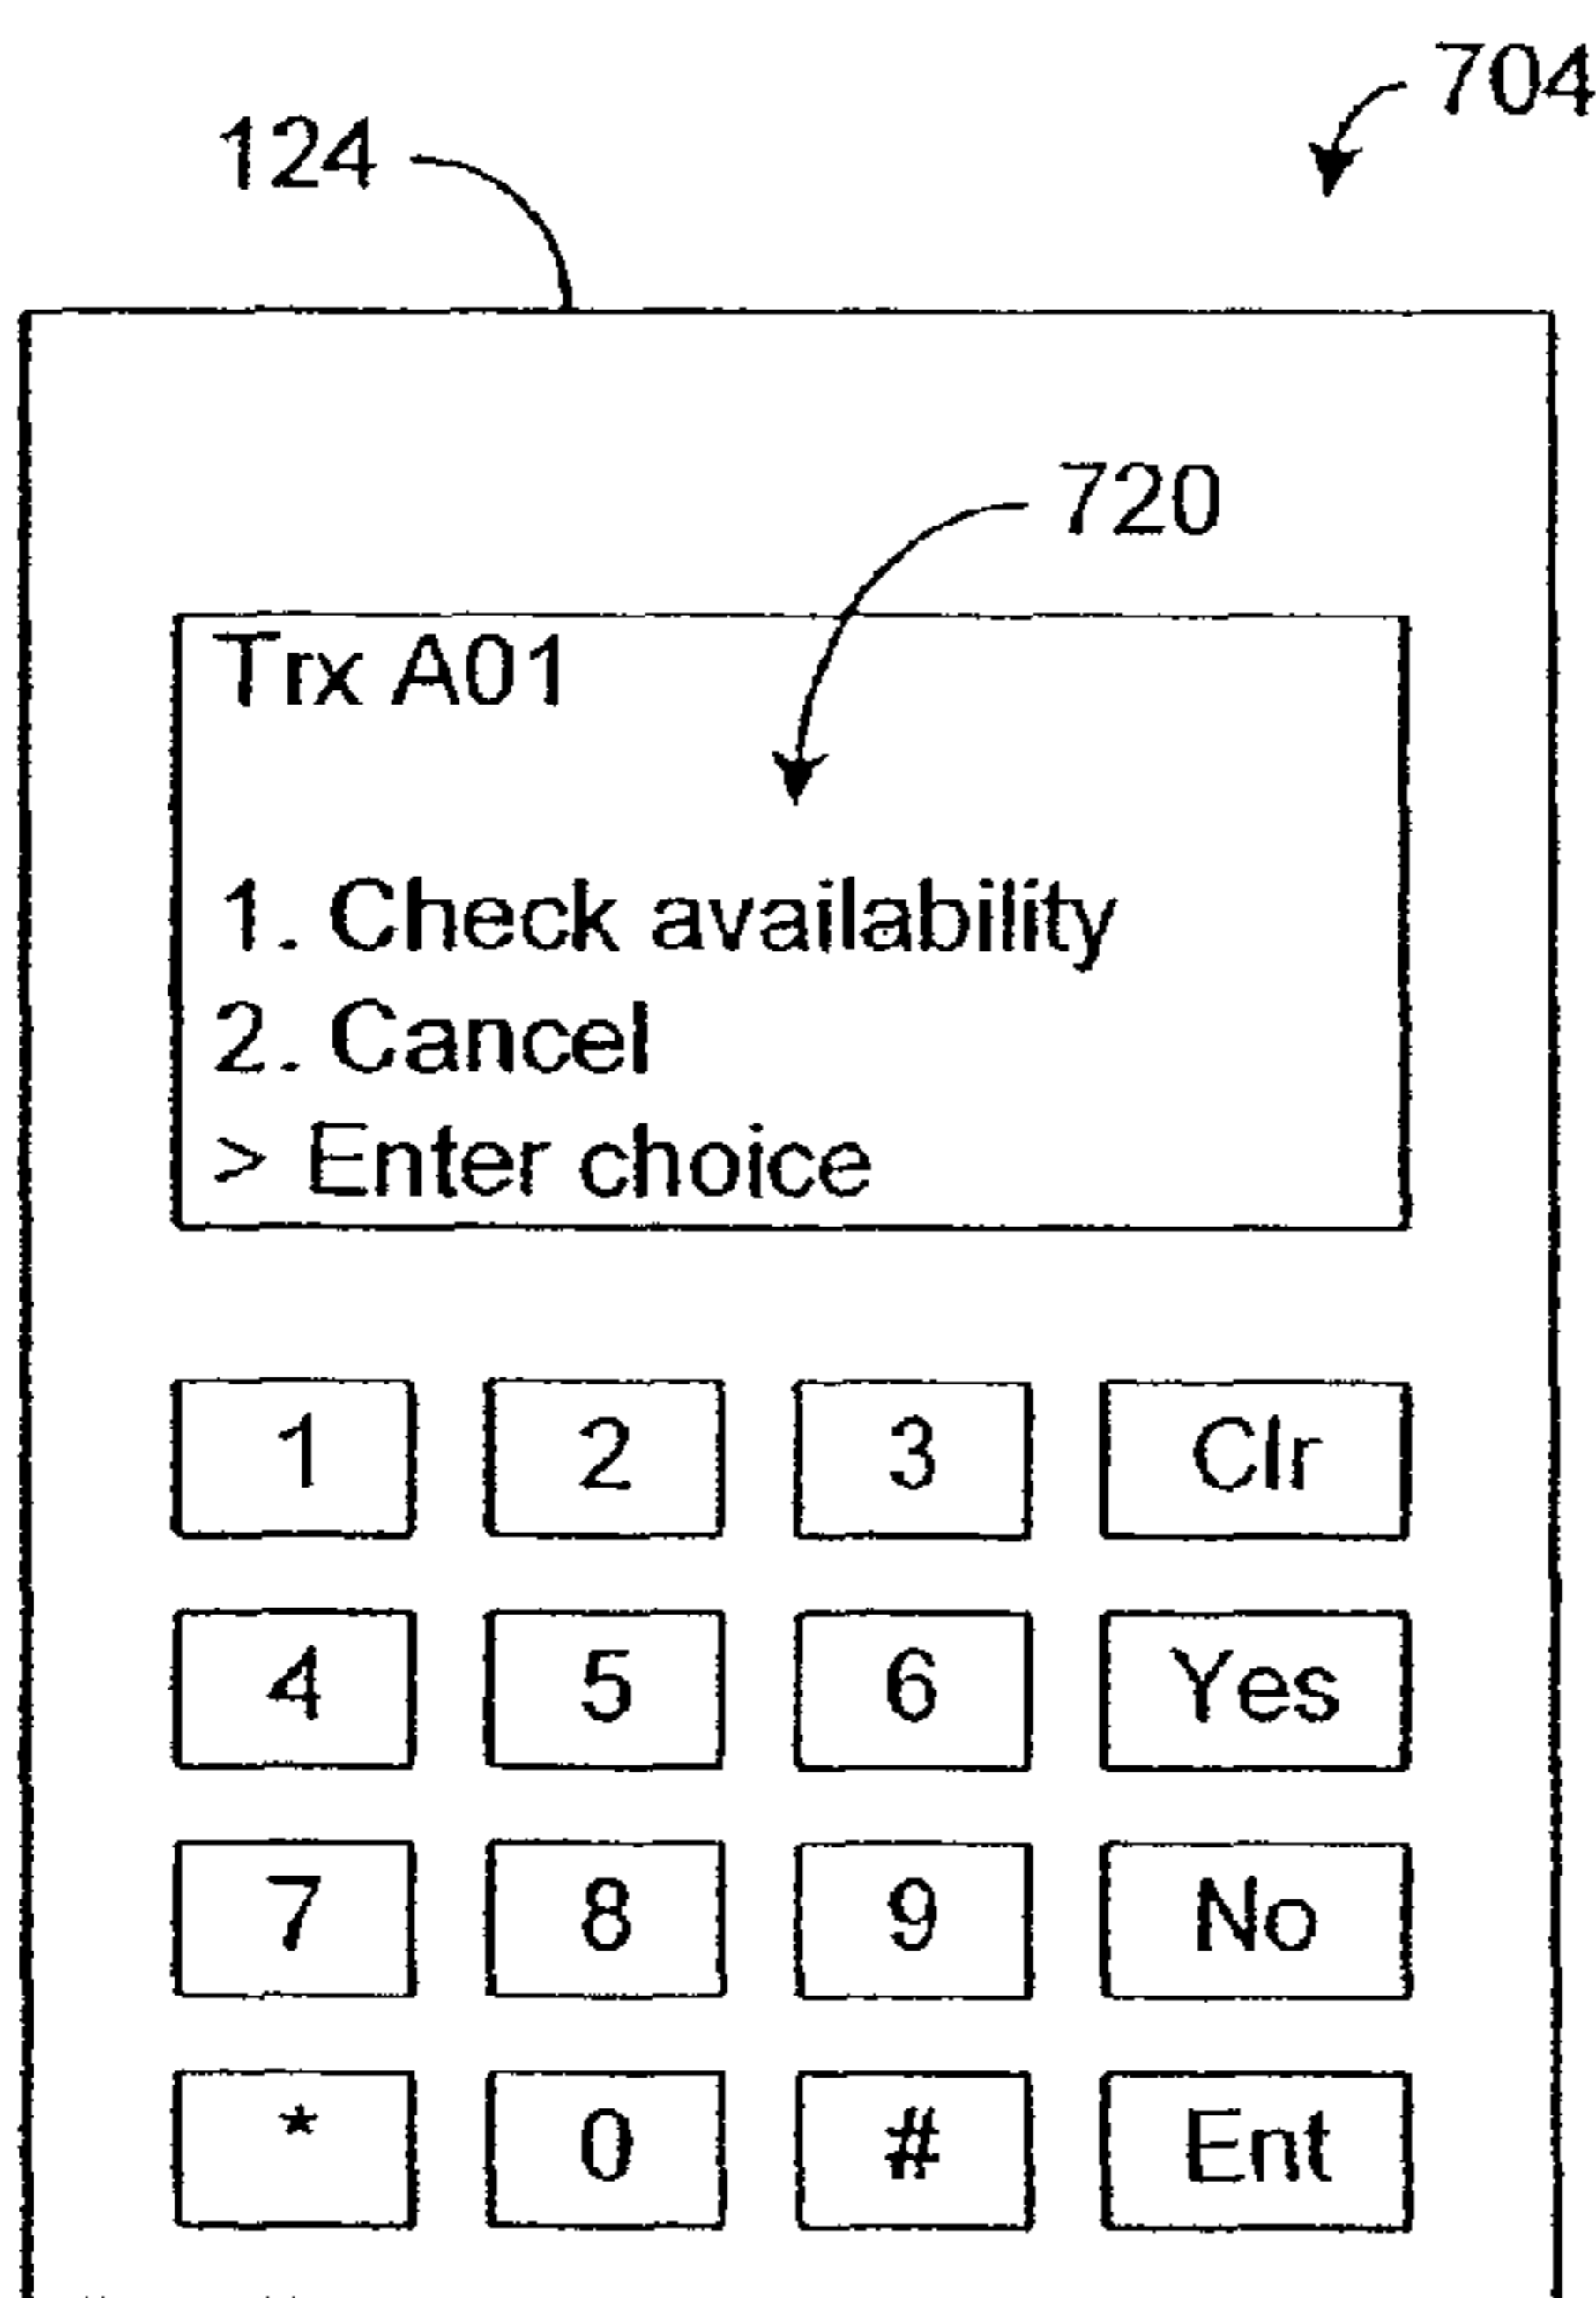 704
124
720
Trx A01
1. Check availability
2. Cancel
> Enter choice
1 2 3 Clr
4 5 6 Yes
7 8 9 No
* 0 # Ent